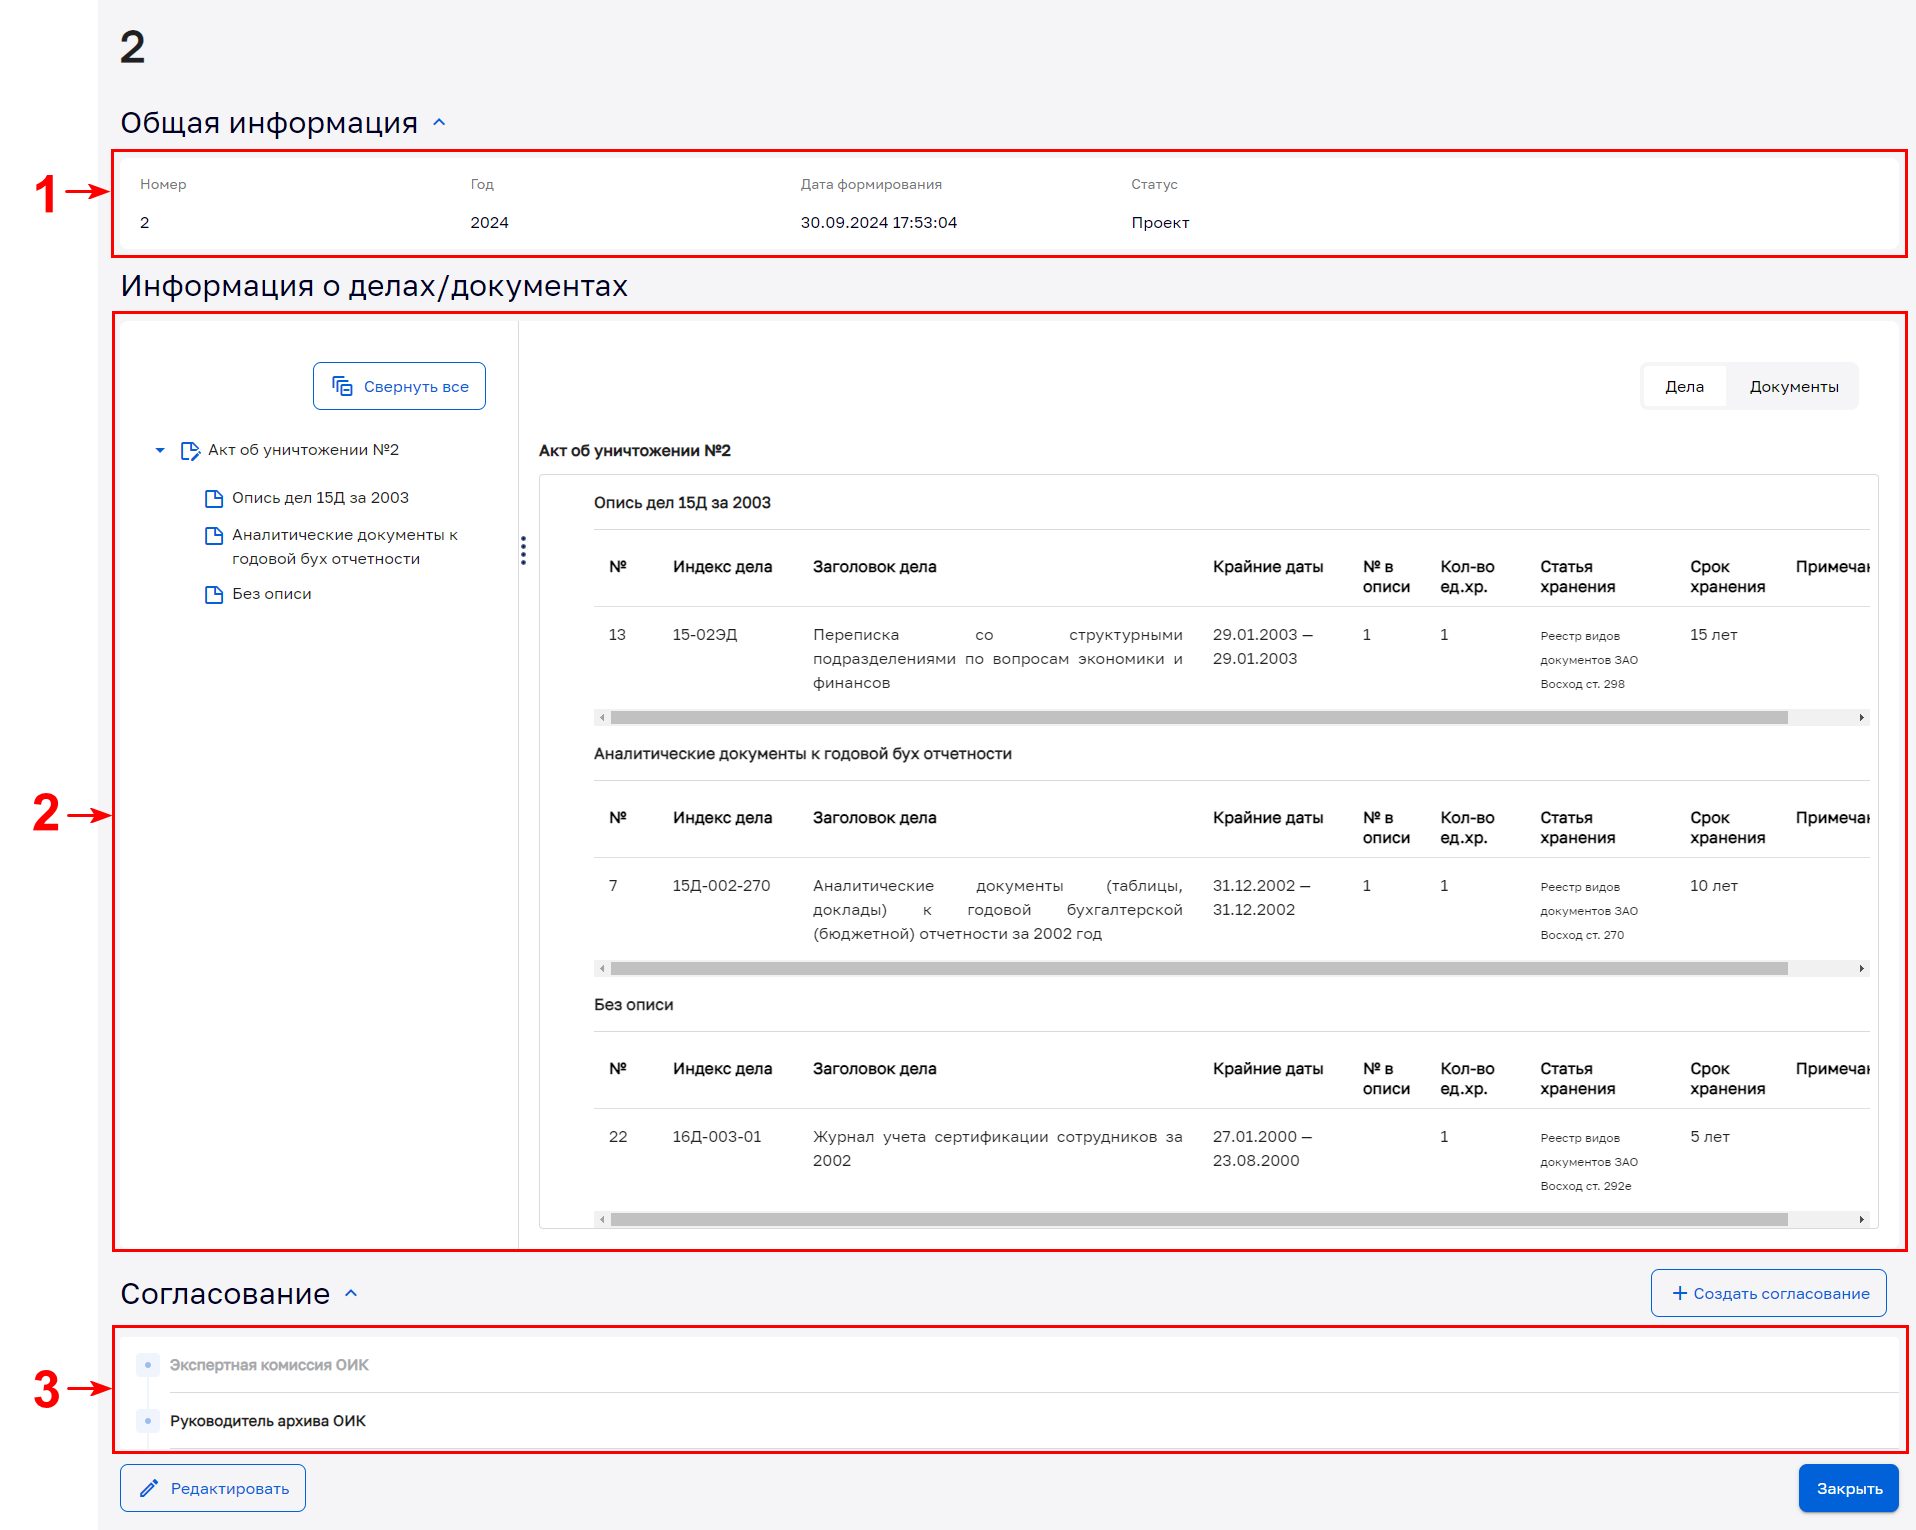 2
Общая информация
1
Номер Год Дата формирования Статус
2 2024 30.09.2024 17:53:04 Проект
Информация о делах/документах
2
Свернуть все
Акт об уничтожении №2
Опись дел 15Д за 2003
Аналитические документы к
годовой бух отчетности
Без описи
Дела Документы
Акт об уничтожении №2
Опись дел 15Д за 2003
№ Индекс дела Заголовок дела Крайние даты № в Кол-во Статья Срок Примеча
описи ед.хр. хранения хранения
13 15-02ЭД Переписка со структурными 29.01.2003 – 1 1 Реестр видов 15 лет
подразделениями по вопросам экономики и 29.01.2003 документов ЗАО
финансов Восход ст. 298
Аналитические документы к годовой бух отчетности
№ Индекс дела Заголовок дела Крайние даты № в Кол-во Статья Срок Примеча
описи ед.хр. хранения хранения
7 15Д-002-270 Аналитические документы (таблицы, 31.12.2002 – 1 1 Реестр видов 10 лет
доклады) к годовой бухгалтерской 31.12.2002 документов ЗАО
(бюджетной) отчетности за 2002 год Восход ст. 270
Без описи
№ Индекс дела Заголовок дела Крайние даты № в Кол-во Статья Срок Примеча
описи ед.хр. хранения хранения
22 16Д-003-01 Журнал учета сертификации сотрудников за 27.01.2000 – 1 Реестр видов 5 лет
2002 23.08.2000 документов ЗАО
Восход ст. 292е
Согласование + Создать согласование
3
Экспертная комиссия ОИК
Руководитель архива ОИК
Редактировать Закрыть